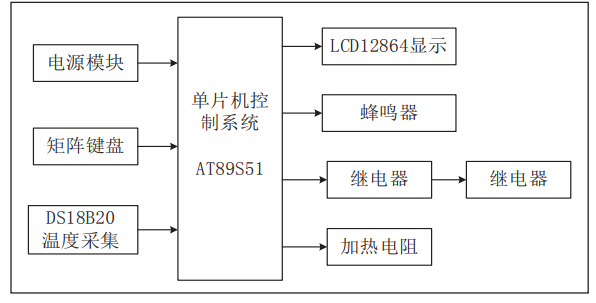 电源模块
矩阵键盘
DS18B20
温度采集
单片机控
制系统
AT89S51
LCD12864显示
蜂鸣器
继电器
继电器
加热电阻